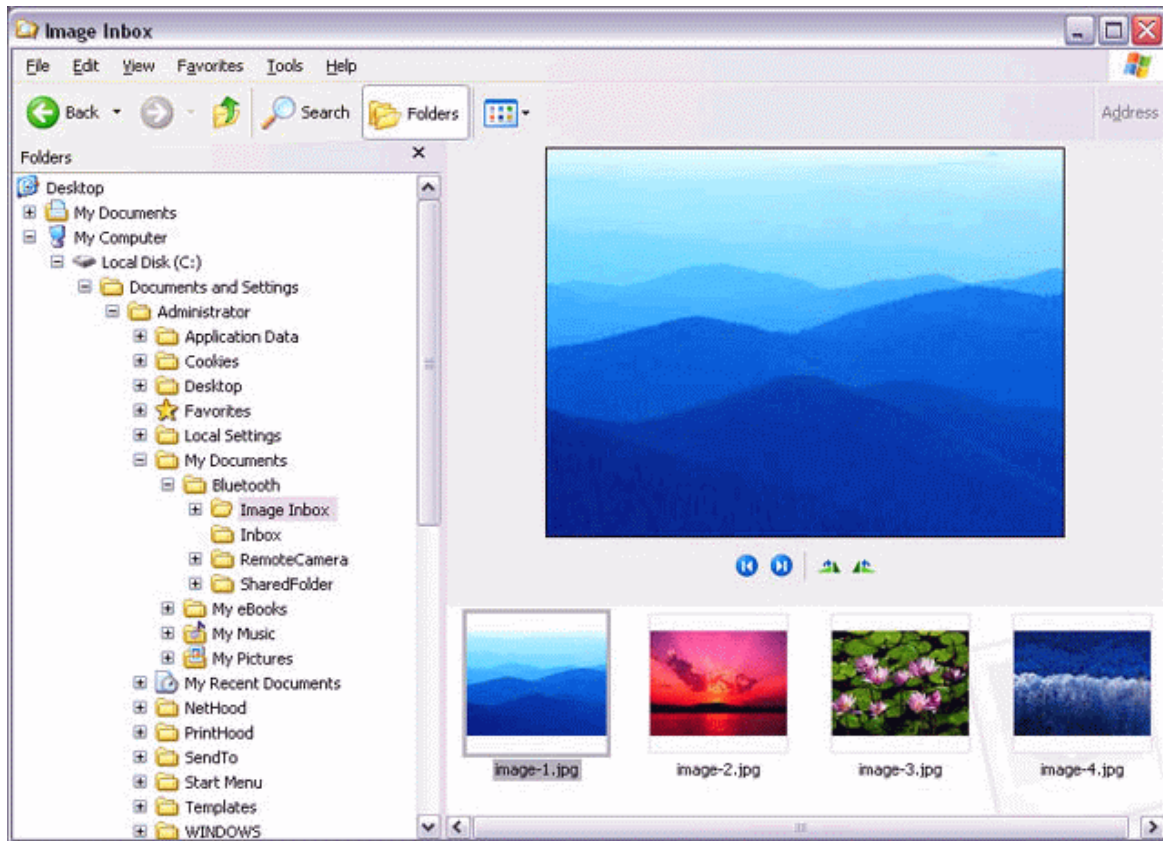 Image Inbox
File Edit View Favorites Tools Help
Back Search Folders Address
Folders
Desktop
My Documents
My Computer
Local Disk (C:)
Documents and Settings
Administrator
Application Data
Cookies
Desktop
Favorites
Local Settings
My Documents
Bluetooth
Image Inbox
Inbox
RemoteCamera
SharedFolder
My eBooks
My Music
My Pictures
My Recent Documents
NetHood
PrintHood
SendTo
Start Menu
Templates
WINDOWS
image-1.jpg image-2.jpg image-3.jpg image-4.jpg